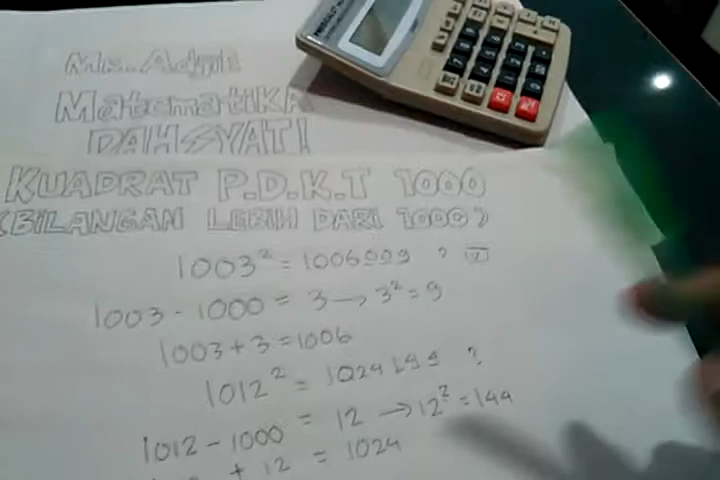 Mr. Adjie
MatematiKA
DAHSYAT!
KUADRAT P.D.K.T 1000
(BILANGAN LEBIH DARI 1000)
1003² = 1006009 ?
1003 - 1000 = 3 → 3² = 9
1003 + 3 = 1006
1012² = 1024144 ?
1012 - 1000 = 12 → 12² = 144
+ 12 = 1024